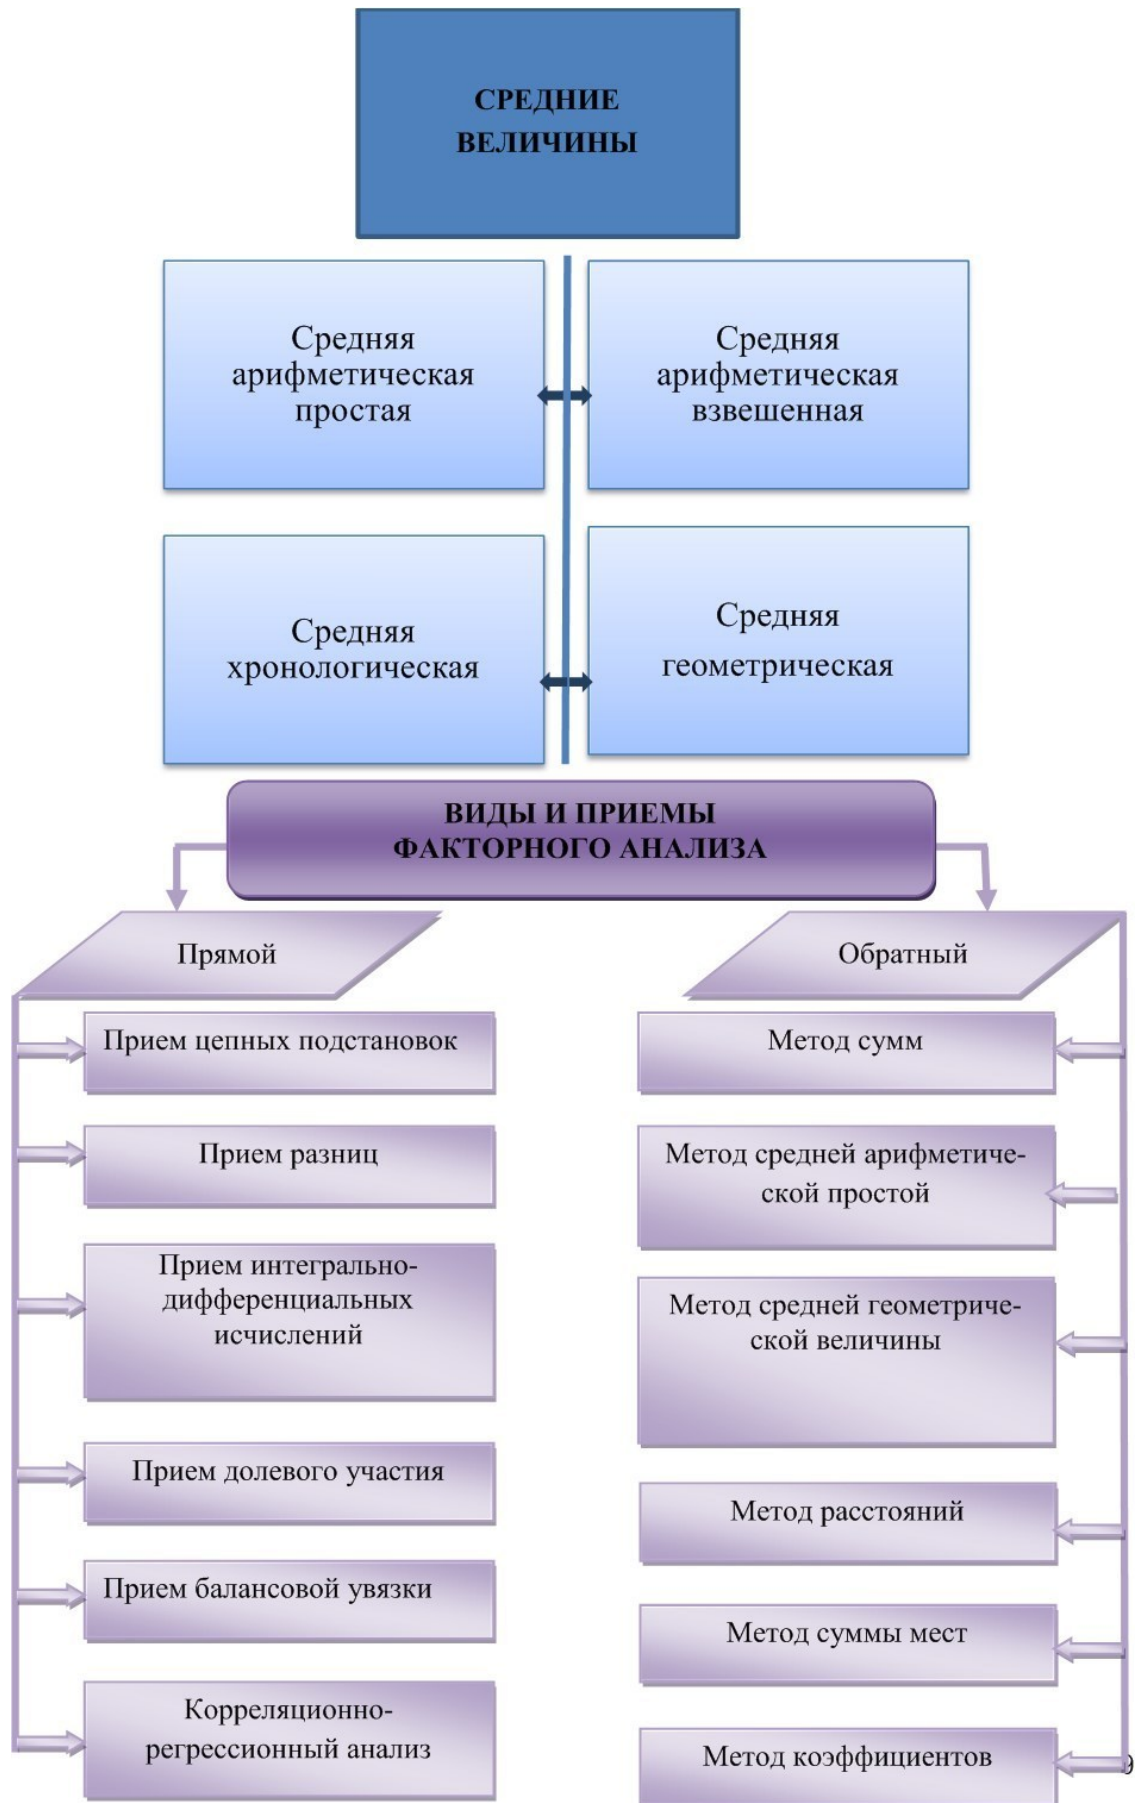 СРЕДНИЕ
ВЕЛИЧИНЫ
Средняя
арифметическая
простая
Средняя
арифметическая
взвешенная
Средняя
хронологическая
Средняя
геометрическая
ВИДЫ И ПРИЕМЫ
ФАКТОРНОГО АНАЛИЗА
Прямой
Прием цепных подстановок
Прием разниц
Прием интегрально-
дифференциальных
исчислений
Прием долевого участия
Прием балансовой увязки
Корреляционно-
регрессионный анализ
Обратный
Метод сумм
Метод средней арифметиче-
ской простой
Метод средней геометриче-
ской величины
Метод расстояний
Метод суммы мест
Метод коэффициентов